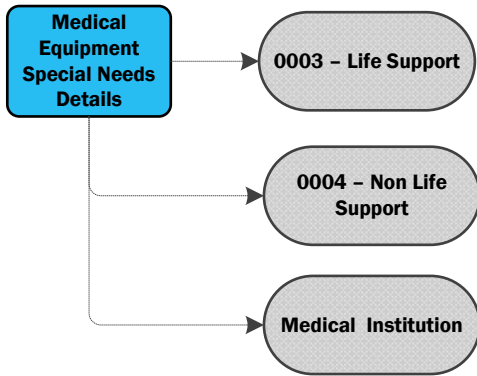 Medical
Equipment
Special Needs
Details
0003 – Life Support
0004 – Non Life
Support
Medical Institution